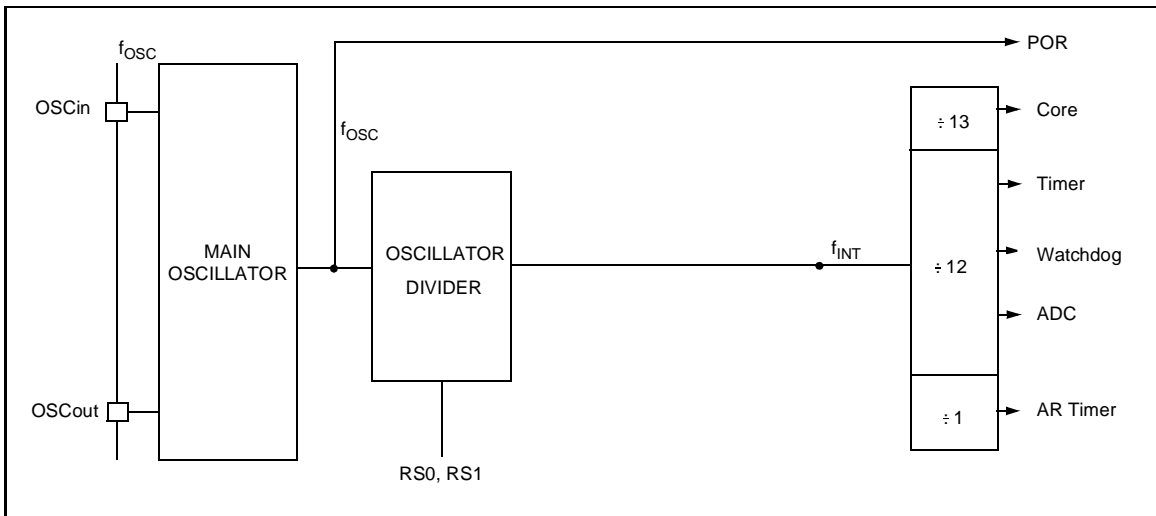 POR
fOSC
OSCin
Core
÷ 13
fOSC
Timer
MAIN
OSCILLATOR
OSCILLATOR
DIVIDER
fINT
Watchdog
÷ 12
ADC
OSCout
AR Timer
÷ 1
RS0, RS1